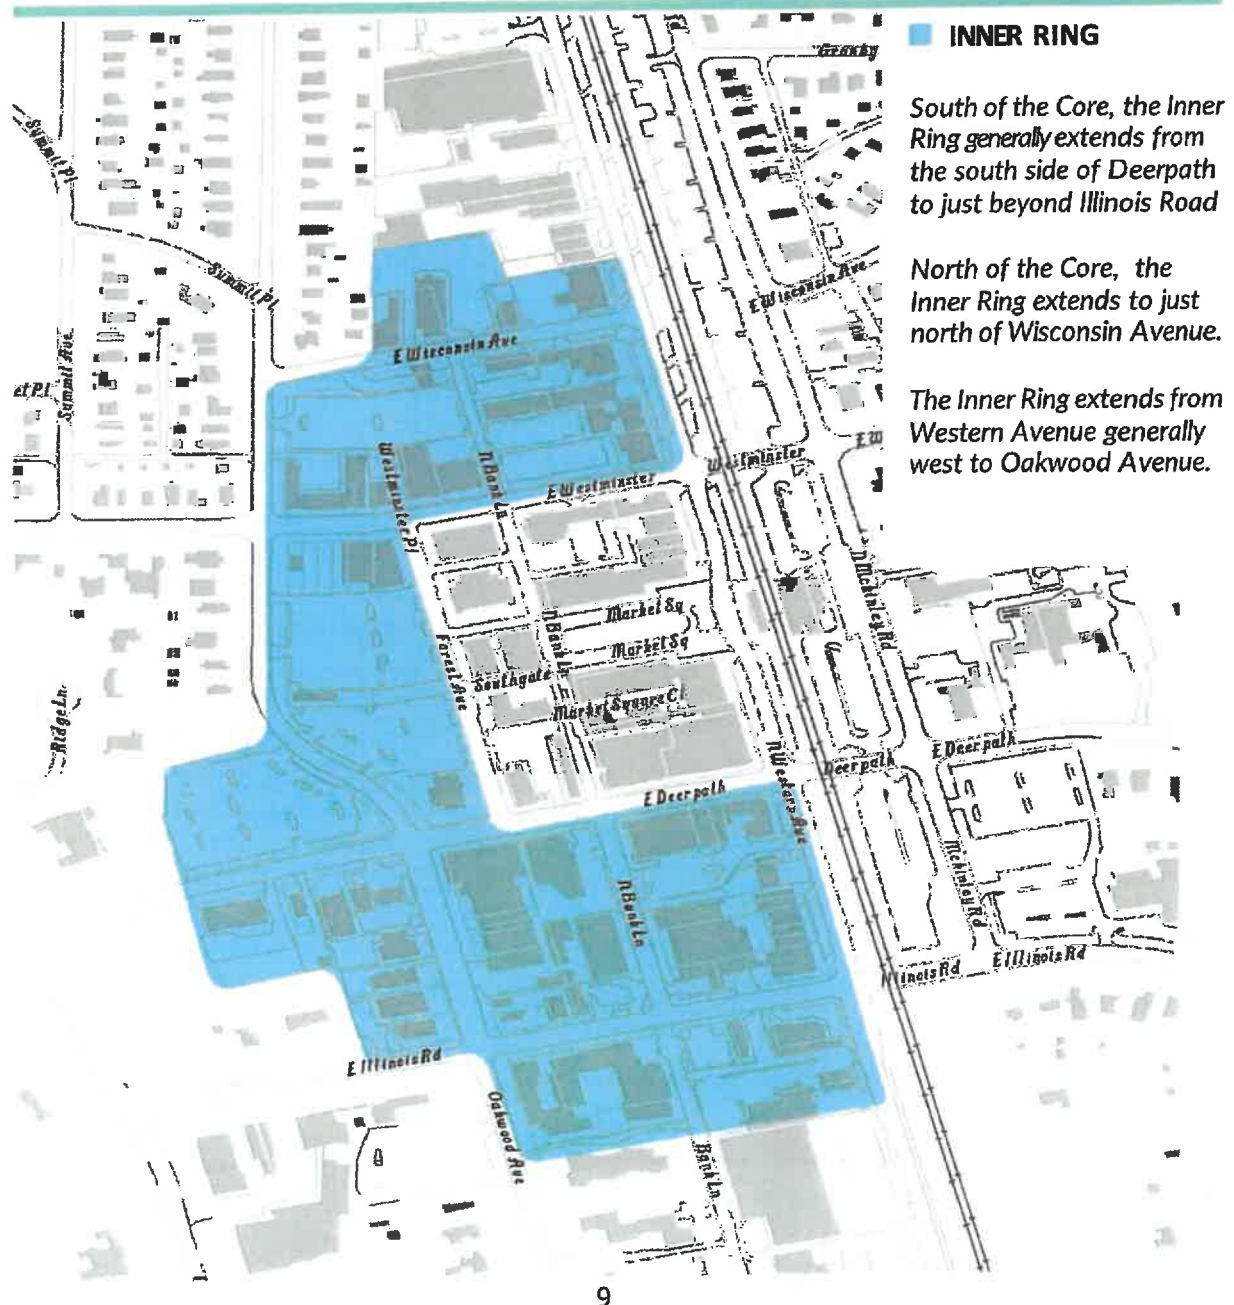 INNER RING
South of the Core, the Inner
Ring generally extends from
the south side of Deerpath
to just beyond Illinois Road
North of the Core, the
Inner Ring extends to just
north of Wisconsin Avenue.
The Inner Ring extends from
Western Avenue generally
west to Oakwood Avenue.
Granby
Summit Pl
Summit Pl
E Wisconsin Ave
E Wisconsin Ave
Summit Ave
et Pl
Westminster Pl
N Bank Ln
E Westminster
Westminster
E W
N McKinley Rd
Market Sq
N Bank Ln
Market Sq
Forest Ave
Southgate
Market Square Ct
Ridge Ln
N Western Ave
E Deerpath
Deerpath
E Deerpath
McKinley Rd
N Bank Ln
Illinois Rd
E Illinois Rd
E Illinois Rd
Oakwood Ave
Bank Ln
9